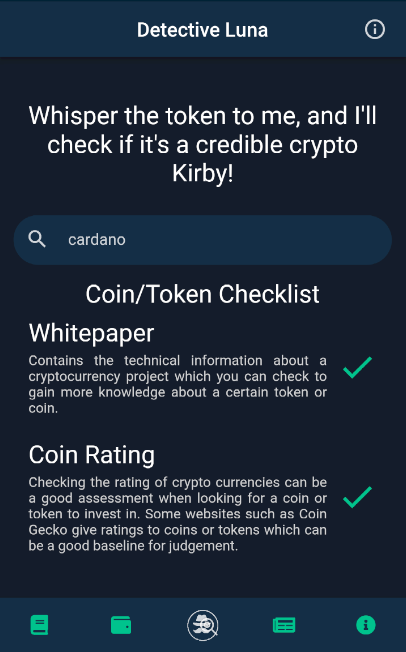 Detective Luna
Whisper the token to me, and I'll
check if it's a credible crypto
Kirby!
cardano
Coin/Token Checklist
Whitepaper
Contains the technical information about a
cryptocurrency project which you can check to
gain more knowledge about a certain token or
coin.
Coin Rating
Checking the rating of crypto currencies can be
a good assessment when looking for a coin or
token to invest in. Some websites such as Coin
Gecko give ratings to coins or tokens which can
be a good baseline for judgement.